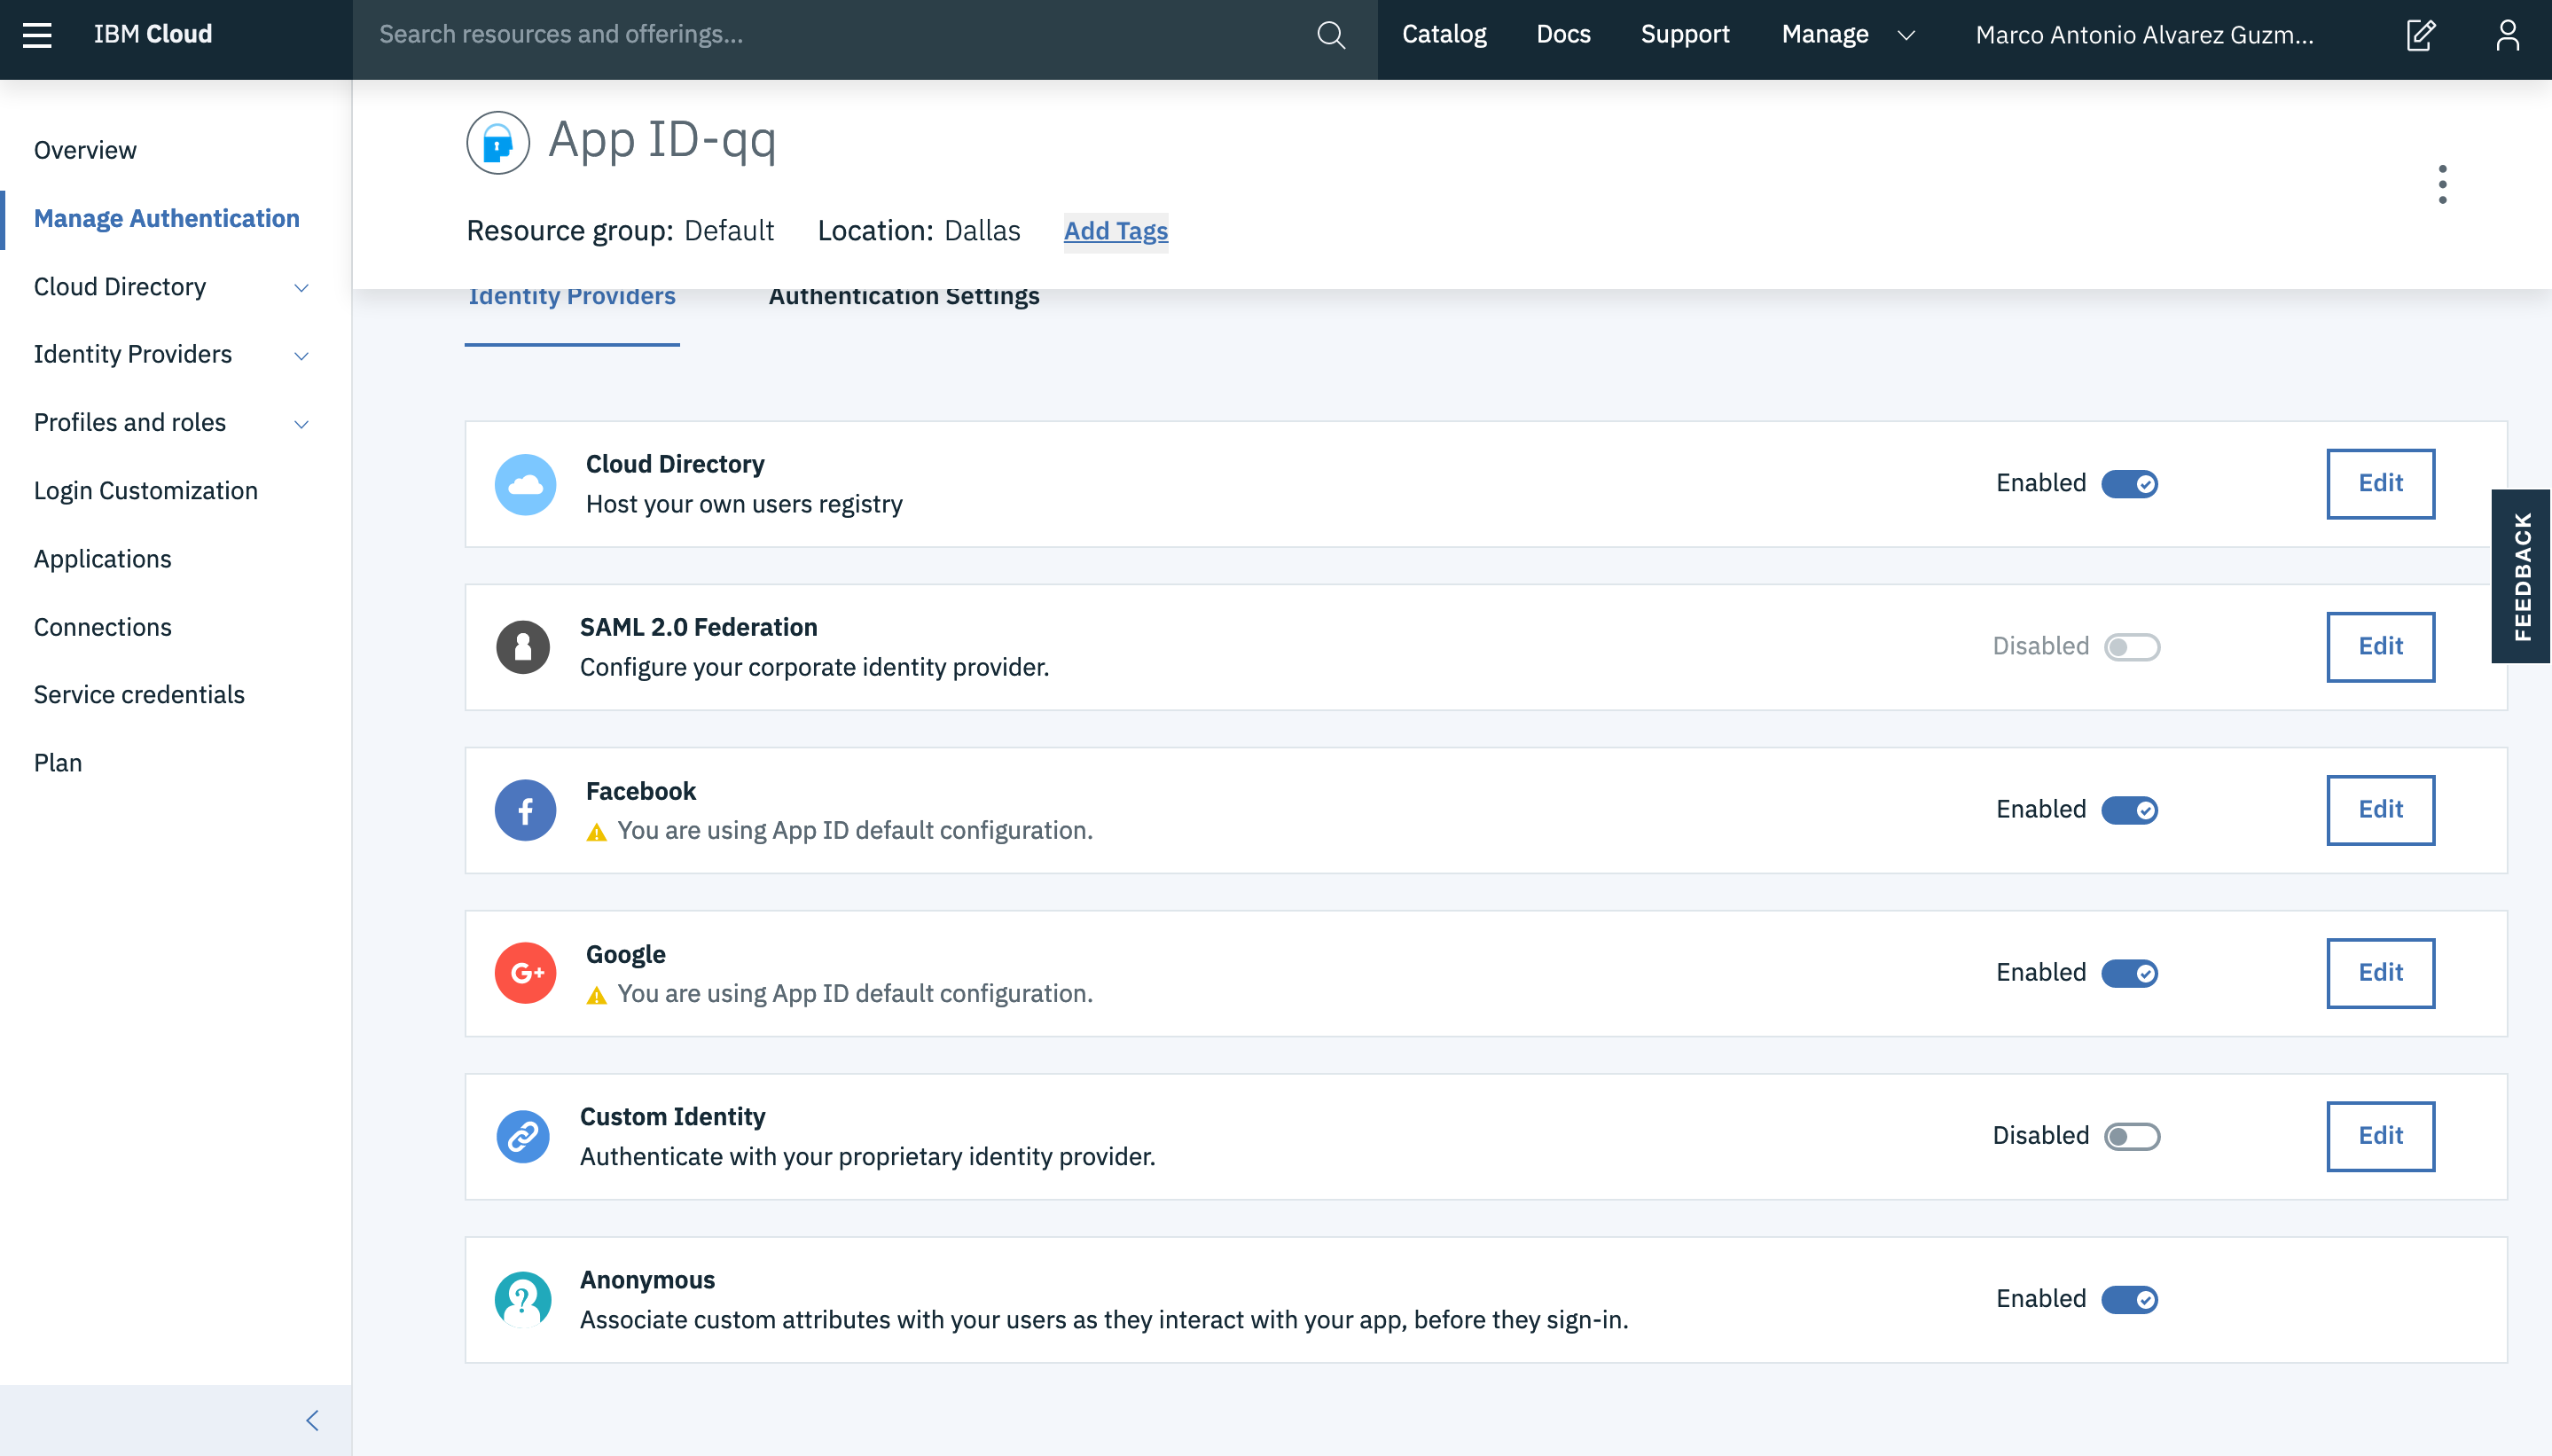 IBM Cloud
Search resources and offerings...
Catalog
Docs
Support
Manage
Marco Antonio Alvarez Guzm...
Overview
Manage Authentication
Cloud Directory
Identity Providers
Profiles and roles
Login Customization
Applications
Connections
Service credentials
Plan
App ID-qq
Resource group: Default Location: Dallas Add Tags
Identity Providers
Authentication Settings
Cloud Directory
Host your own users registry
Enabled
Edit
SAML 2.0 Federation
Configure your corporate identity provider.
Disabled
Edit
Facebook
You are using App ID default configuration.
Enabled
Edit
Google
You are using App ID default configuration.
Enabled
Edit
Custom Identity
Authenticate with your proprietary identity provider.
Disabled
Edit
Anonymous
Associate custom attributes with your users as they interact with your app, before they sign-in.
Enabled
FEEDBACK